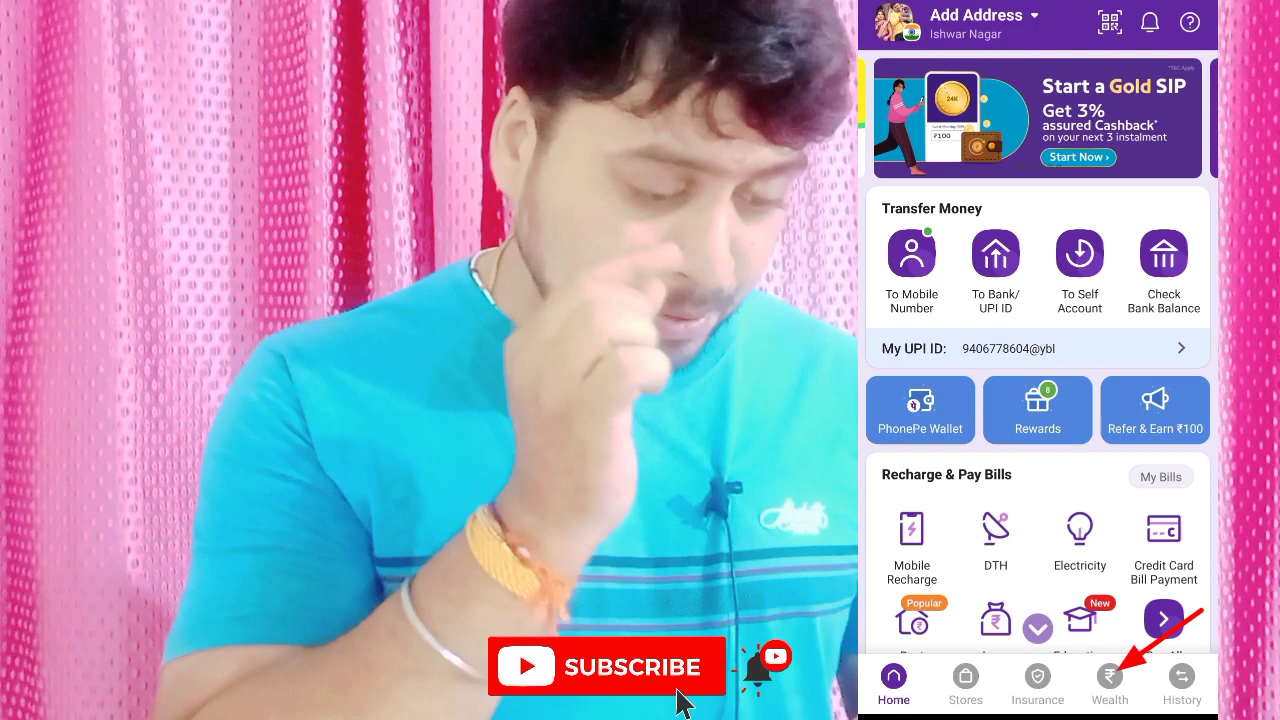 Add Address
Ishwar Nagar
*T&C Apply
Start a Gold SIP
Get 3%
assured Cashback*
on your next 3 instalment
Start Now ›
24K
₹100
Transfer Money
To Mobile
Number
To Bank/
UPI ID
To Self
Account
Check
Bank Balance
My UPI ID:
9406778604@ybl
PhonePe Wallet
8
Rewards
Refer & Earn ₹100
Recharge & Pay Bills
My Bills
Mobile
Recharge
DTH
Electricity
Credit Card
Bill Payment
Popular
New
SUBSCRIBE
Home
Stores
Insurance
Wealth
History